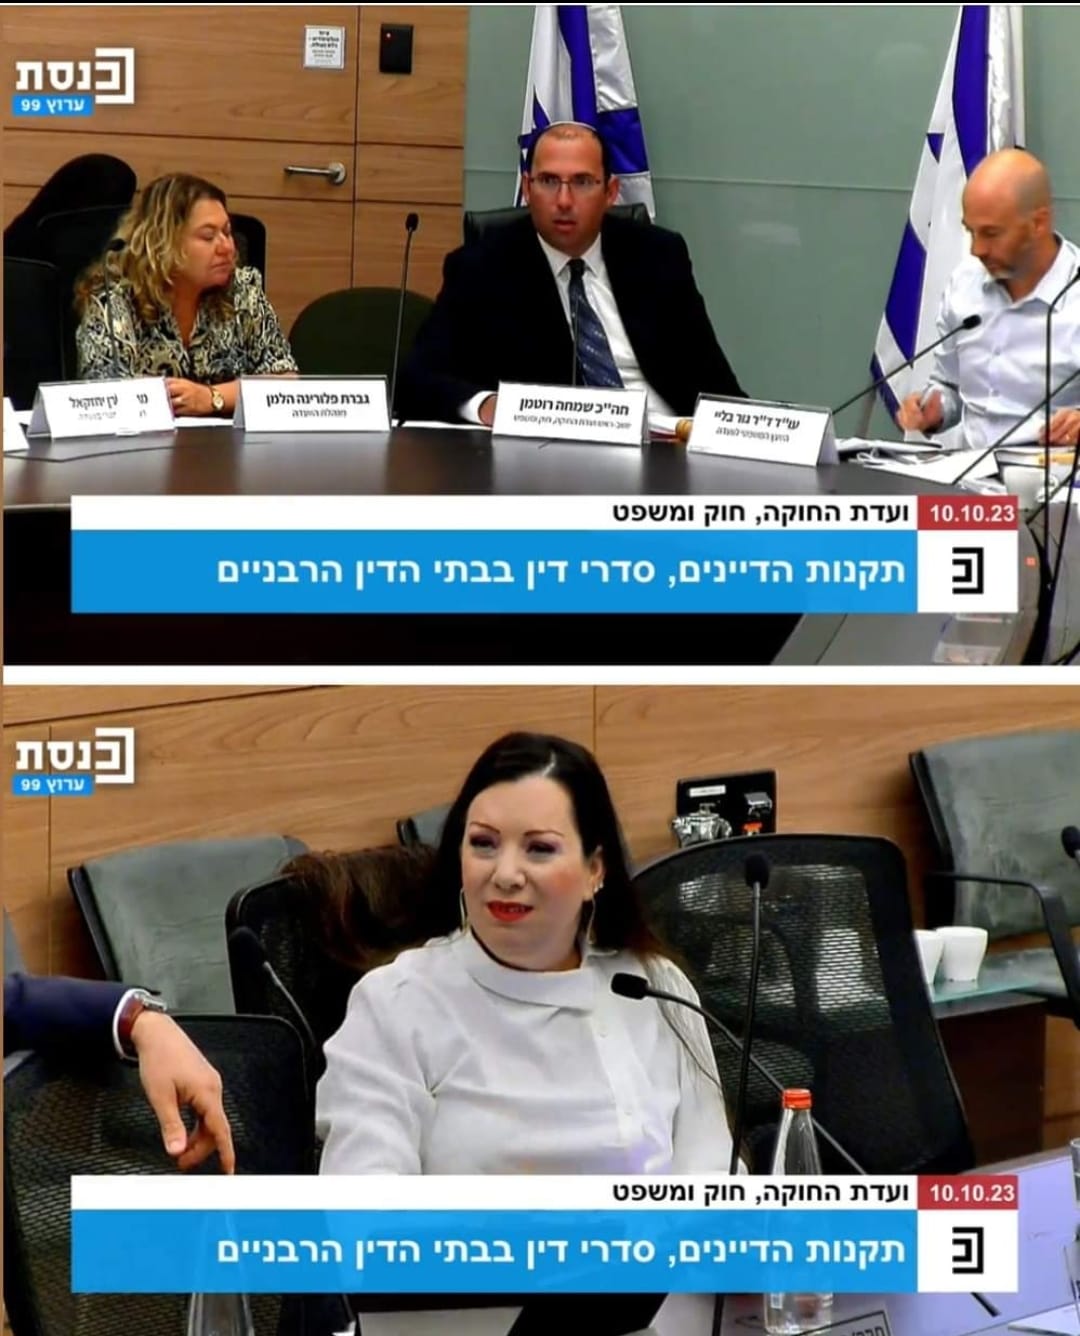 כנסת
ערוץ 99
גברת פלורינה הלמן
מנהלת הוועדה
חה"כ שמחה רוטמן
יושב-ראש ועדת החוקה, חוק ומשפט
עו"ד ד"ר גור בליי
היועץ המשפטי לוועדה
ועדת החוקה, חוק ומשפט
10.10.23
תקנות הדיינים, סדרי דין בבתי הדין הרבניים
כנסת
ערוץ 99
ועדת החוקה, חוק ומשפט
10.10.23
תקנות הדיינים, סדרי דין בבתי הדין הרבניים